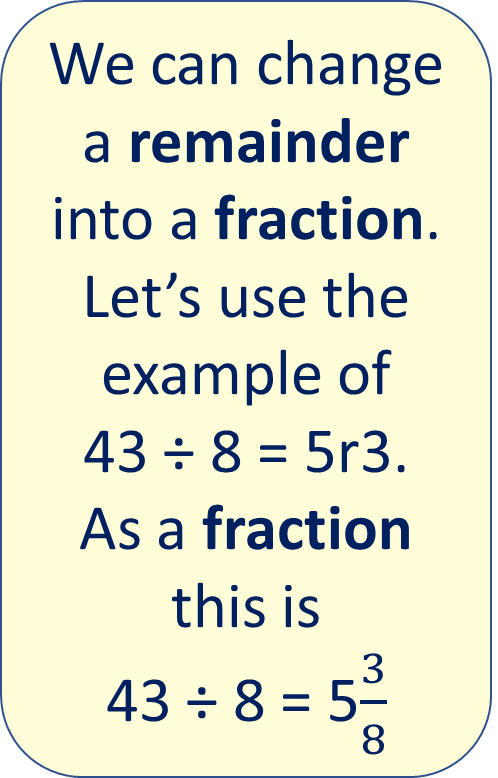 We can change
a remainder
into a fraction.
Let’s use the
example of
43 ÷ 8 = 5r3.
As a fraction
this is
43 ÷ 8 = 5 3/8